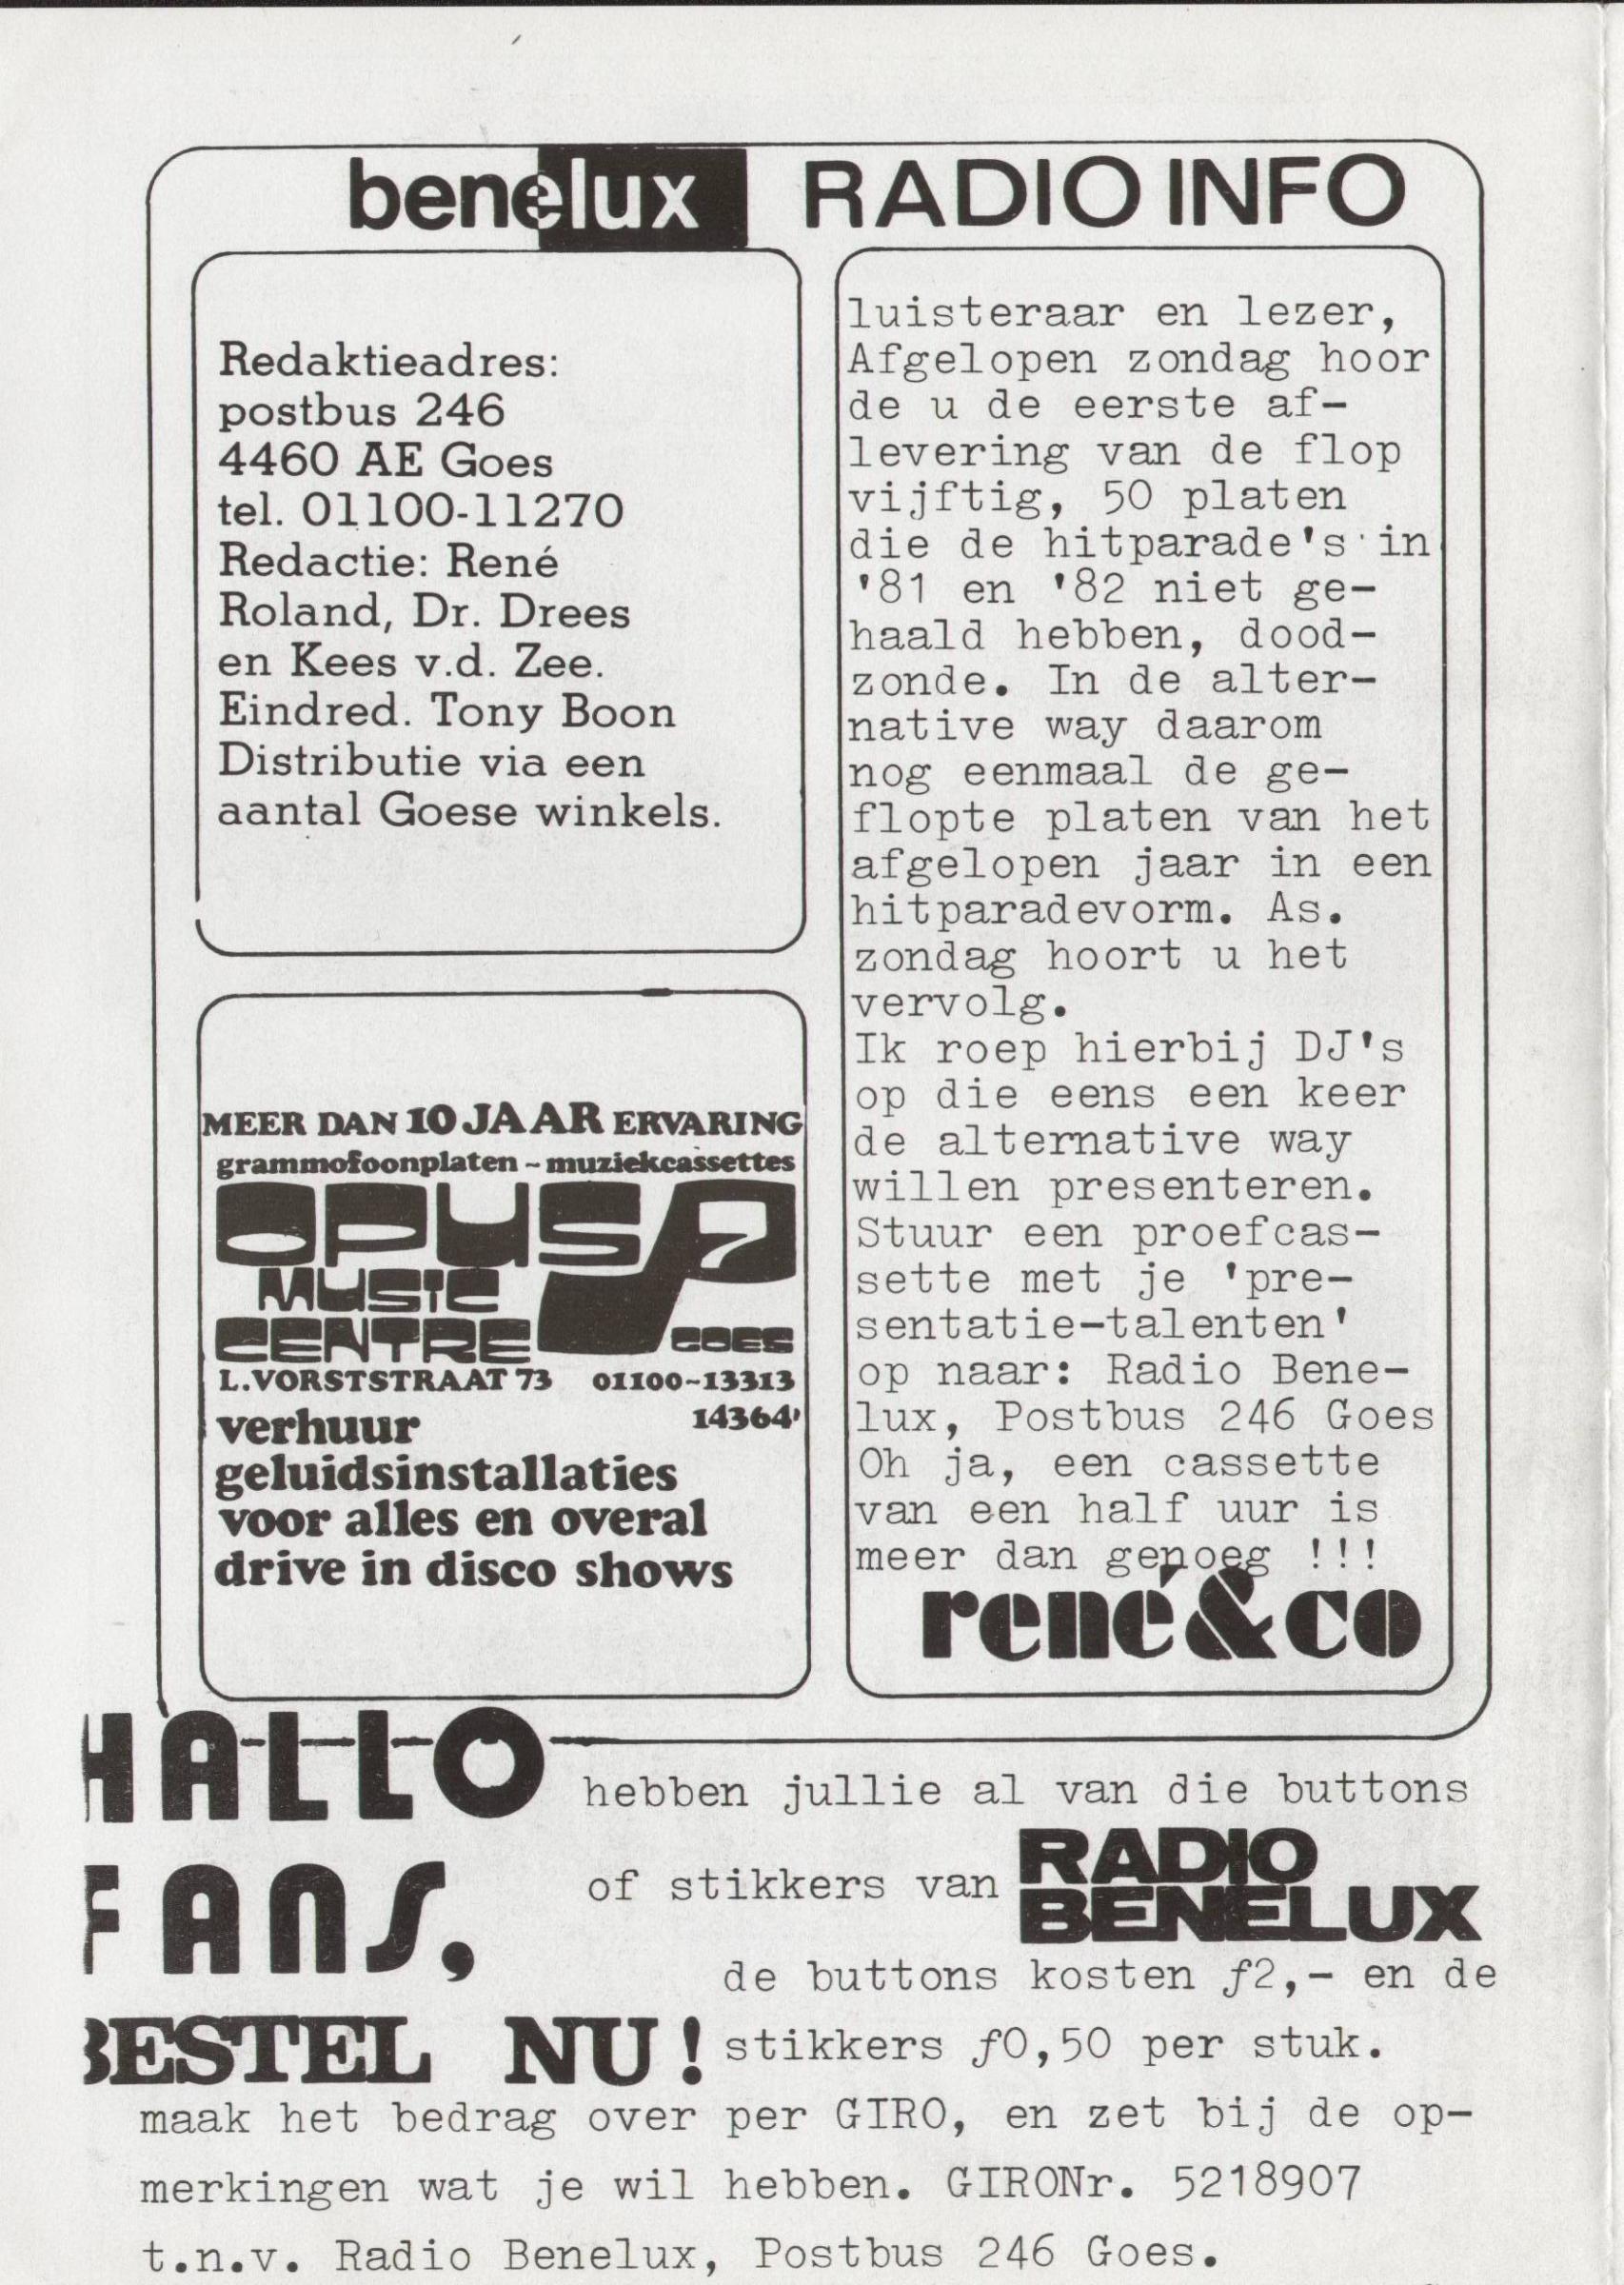 benelux RADIO INFO
Redaktieadres:
postbus 246
4460 AE Goes
tel. 01100-11270
Redactie: René
Roland, Dr. Drees
en Kees v.d. Zee.
Eindred. Tony Boon
Distributie via een
aantal Goese winkels.
MEER DAN 10 JAAR ERVARING
grammofoonplaten - muziekcassettes
OPUS 7
MUSIC
CENTRE GOES
L.VORSTSTRAAT 73 01100-13313
14364
verhuur
geluidsinstallaties
voor alles en overal
drive in disco shows
luisteraar en lezer,
Afgelopen zondag hoor
de u de eerste af-
levering van de flop
vijftig, 50 platen
die de hitparade's in
'81 en '82 niet ge-
haald hebben, dood-
zonde. In de alter-
native way daarom
nog eenmaal de ge-
flopte platen van het
afgelopen jaar in een
hitparadevorm. As.
zondag hoort u het
vervolg.
Ik roep hierbij DJ's
op die eens een keer
de alternative way
willen presenteren.
Stuur een proefcas-
sette met je 'pre-
sentatie-talenten'
op naar: Radio Bene-
lux, Postbus 246 Goes
Oh ja, een cassette
van een half uur is
meer dan genoeg !!!
rené&co
HALLO
FANS,
BESTEL NU!
hebben jullie al van die buttons
of stikkers van RADIO
BENELUX
de buttons kosten ƒ2,- en de
stikkers ƒ0,50 per stuk.
maak het bedrag over per GIRO, en zet bij de op-
merkingen wat je wil hebben. GIRONr. 5218907
t.n.v. Radio Benelux, Postbus 246 Goes.